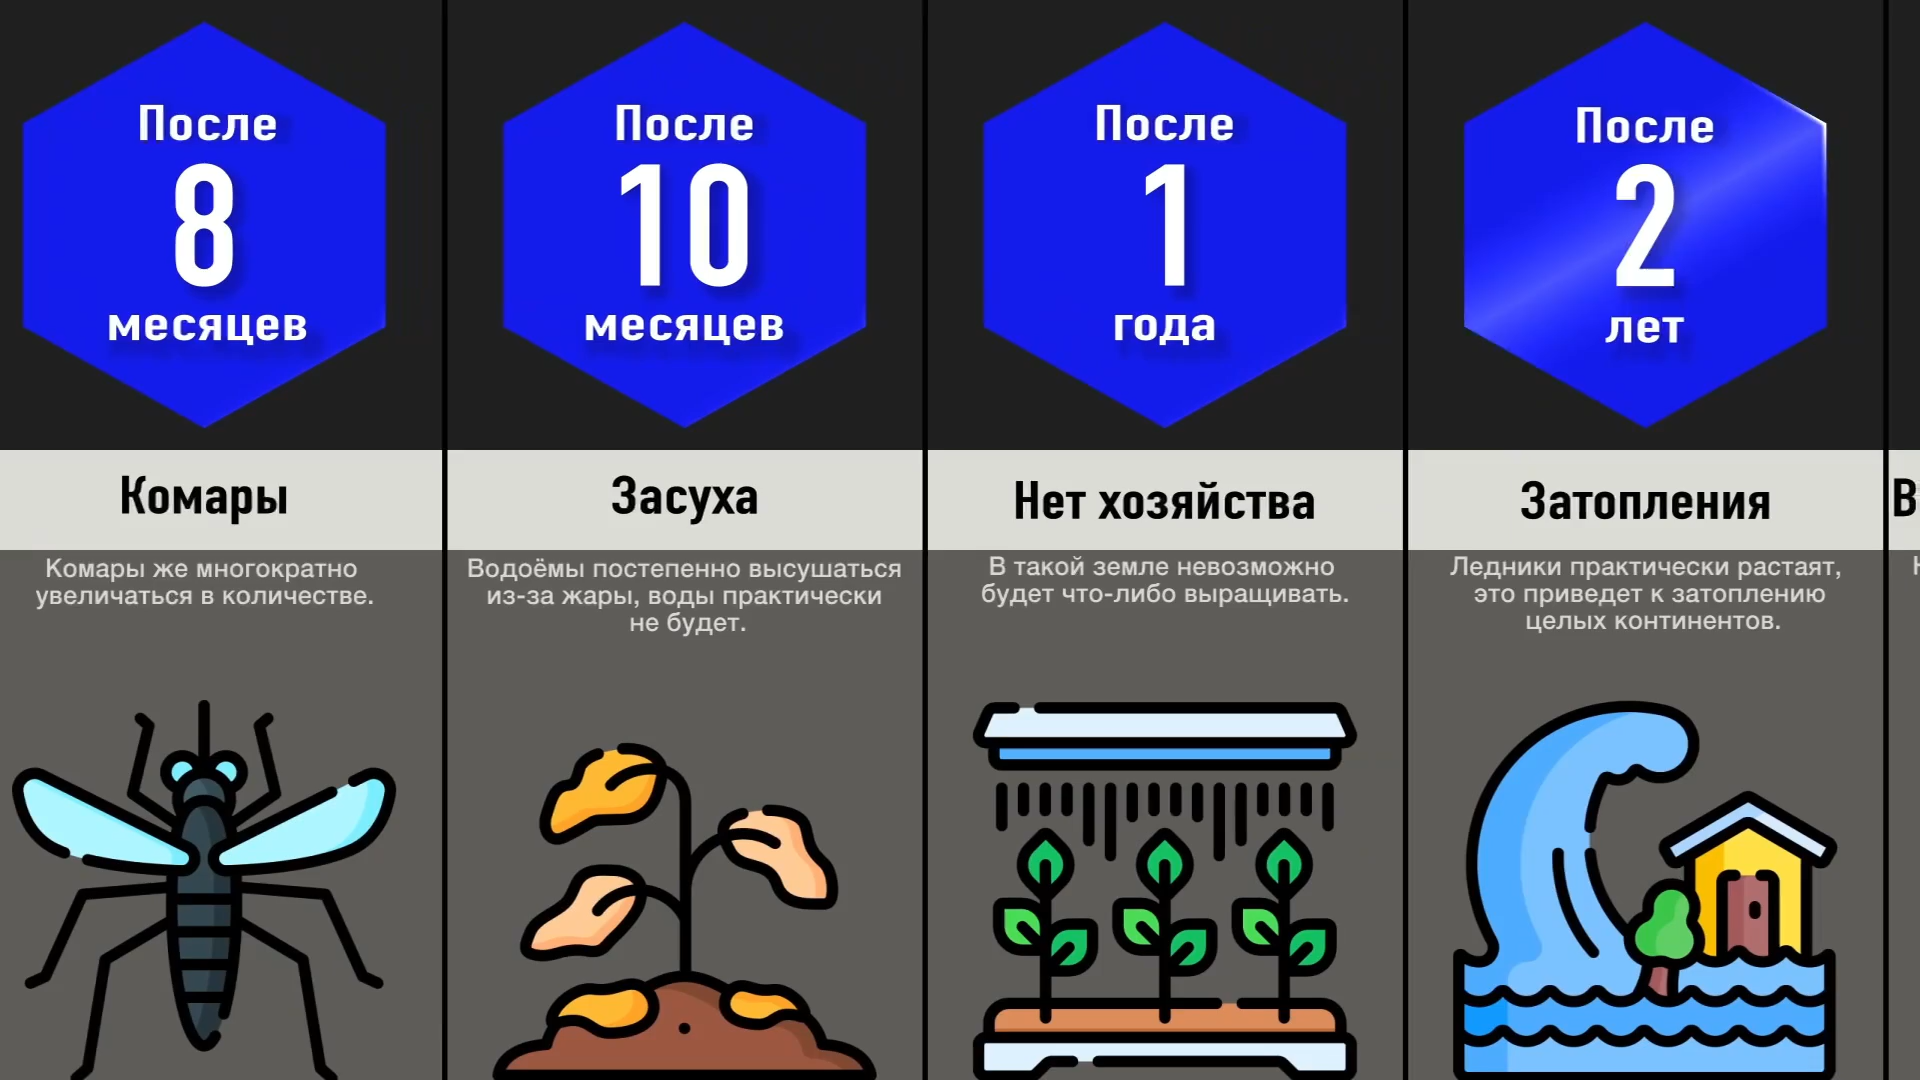 После
8
месяцев
Комары
Комары же многократно
увеличаться в количестве.
После
10
месяцев
Засуха
Водоёмы постепенно высушаться
из-за жары, воды практически
не будет.
После
1
года
Нет хозяйства
В такой земле невозможно
будет что-либо выращивать.
После
2
лет
Затопления
Ледники практически растаят,
это приведет к затоплению
целых континентов.